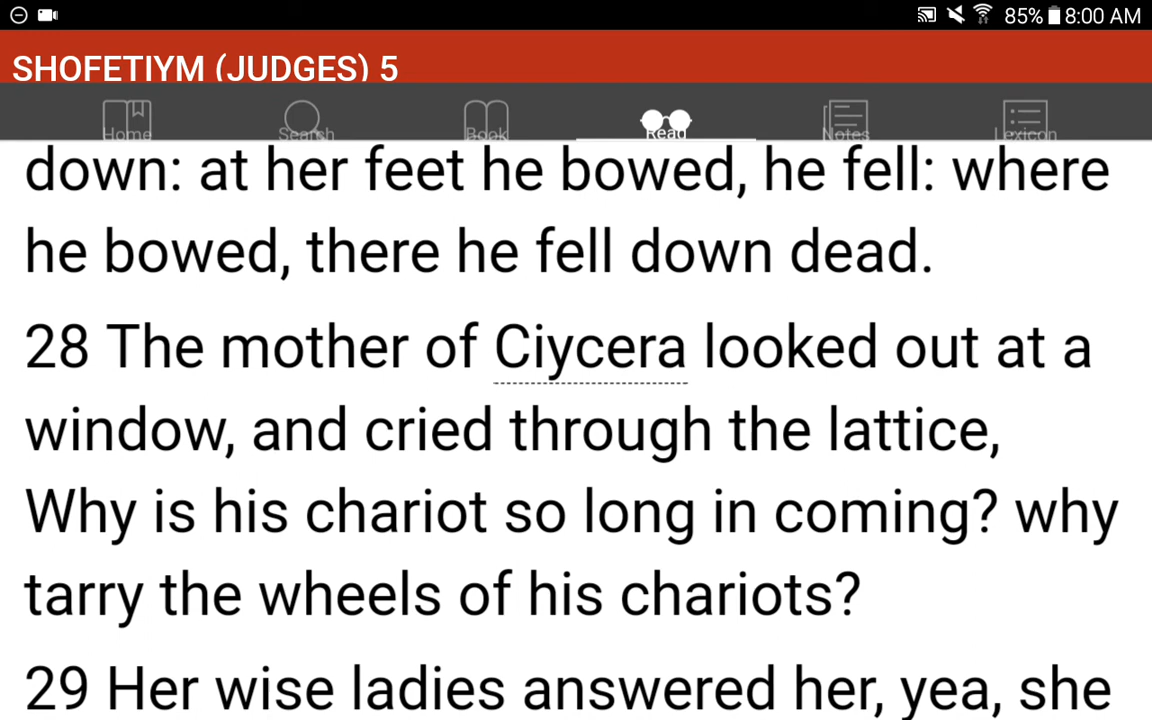 85% 8:00 AM
SHOFETIYM (JUDGES) 5
Home Search Book Read Notes Lexicon
down: at her feet he bowed, he fell: where
he bowed, there he fell down dead.
28 The mother of Ciycera looked out at a
window, and cried through the lattice,
Why is his chariot so long in coming? why
tarry the wheels of his chariots?
29 Her wise ladies answered her, yea, she